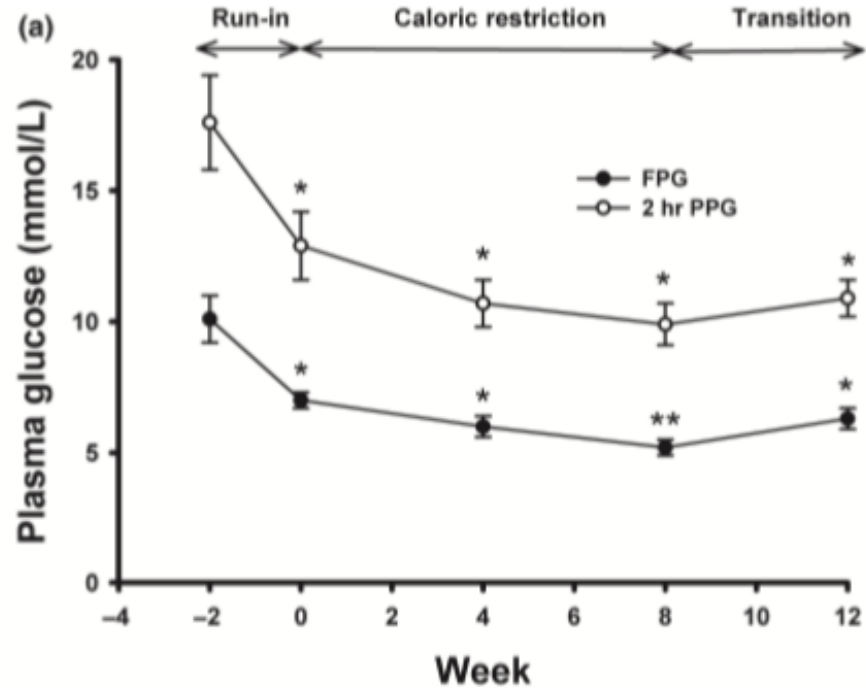 (a)
Run-in Caloric restriction Transition
Plasma glucose (mmol/L)
20
15
10
5
0
FPG
2 hr PPG
* * * *
* * ** *
−4 −2 0 2 4 6 8 10 12
Week